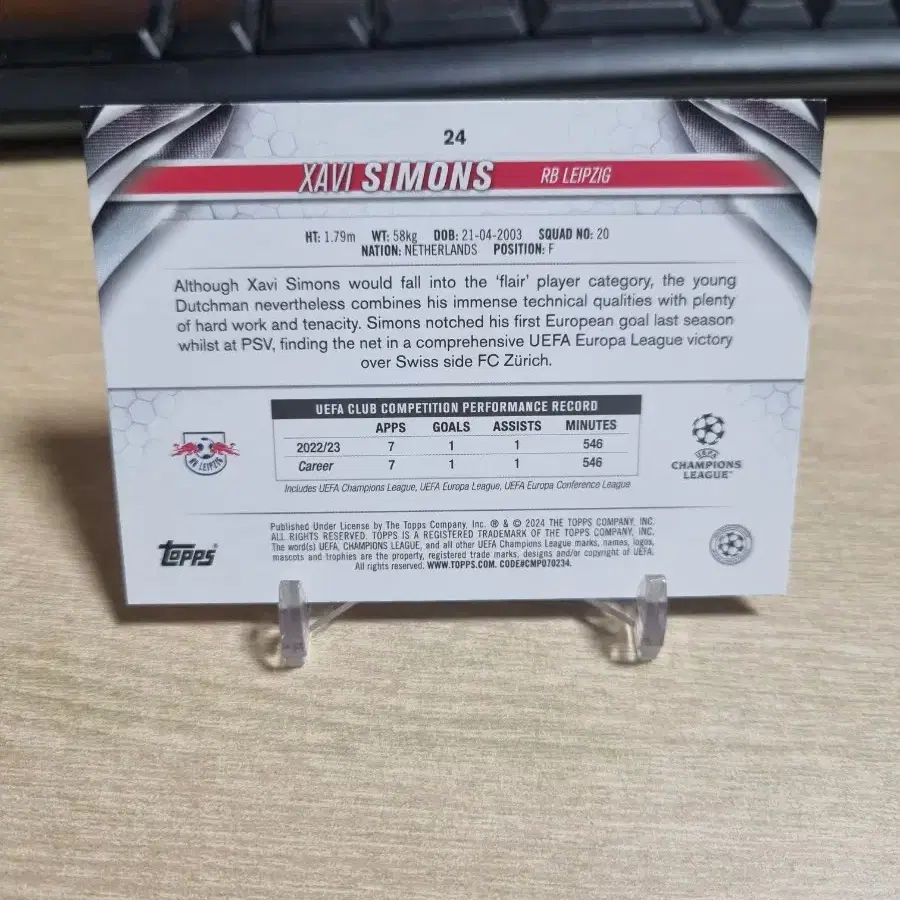 24
XAVI SIMONS RB LEIPZIG
HT: 1.79m WT: 58kg DOB: 21-04-2003 SQUAD NO: 20
NATION: NETHERLANDS POSITION: F
Although Xavi Simons would fall into the 'flair' player category, the young
Dutchman nevertheless combines his immense technical qualities with plenty
of hard work and tenacity. Simons notched his first European goal last season
whilst at PSV, finding the net in a comprehensive UEFA Europa League victory
over Swiss side FC Zürich.
UEFA CLUB COMPETITION PERFORMANCE RECORD
APPS GOALS ASSISTS MINUTES
2022/23 7 1 1 546
Career 7 1 1 546
Includes UEFA Champions League, UEFA Europa League, UEFA Europa Conference League
RB LEIPZIG
UEFA
CHAMPIONS
LEAGUE™
topps®
Published Under License by The Topps Company, Inc. ® & © 2024 THE TOPPS COMPANY, INC.
ALL RIGHTS RESERVED. TOPPS IS A REGISTERED TRADEMARK OF THE TOPPS COMPANY, INC.
The word(s) UEFA, CHAMPIONS LEAGUE, and all other UEFA Champions League marks, names, logos,
mascots and trophies are the property, registered trade marks, designs and/or copyright of UEFA.
All rights reserved. WWW.TOPPS.COM. CODE#CMP070234.